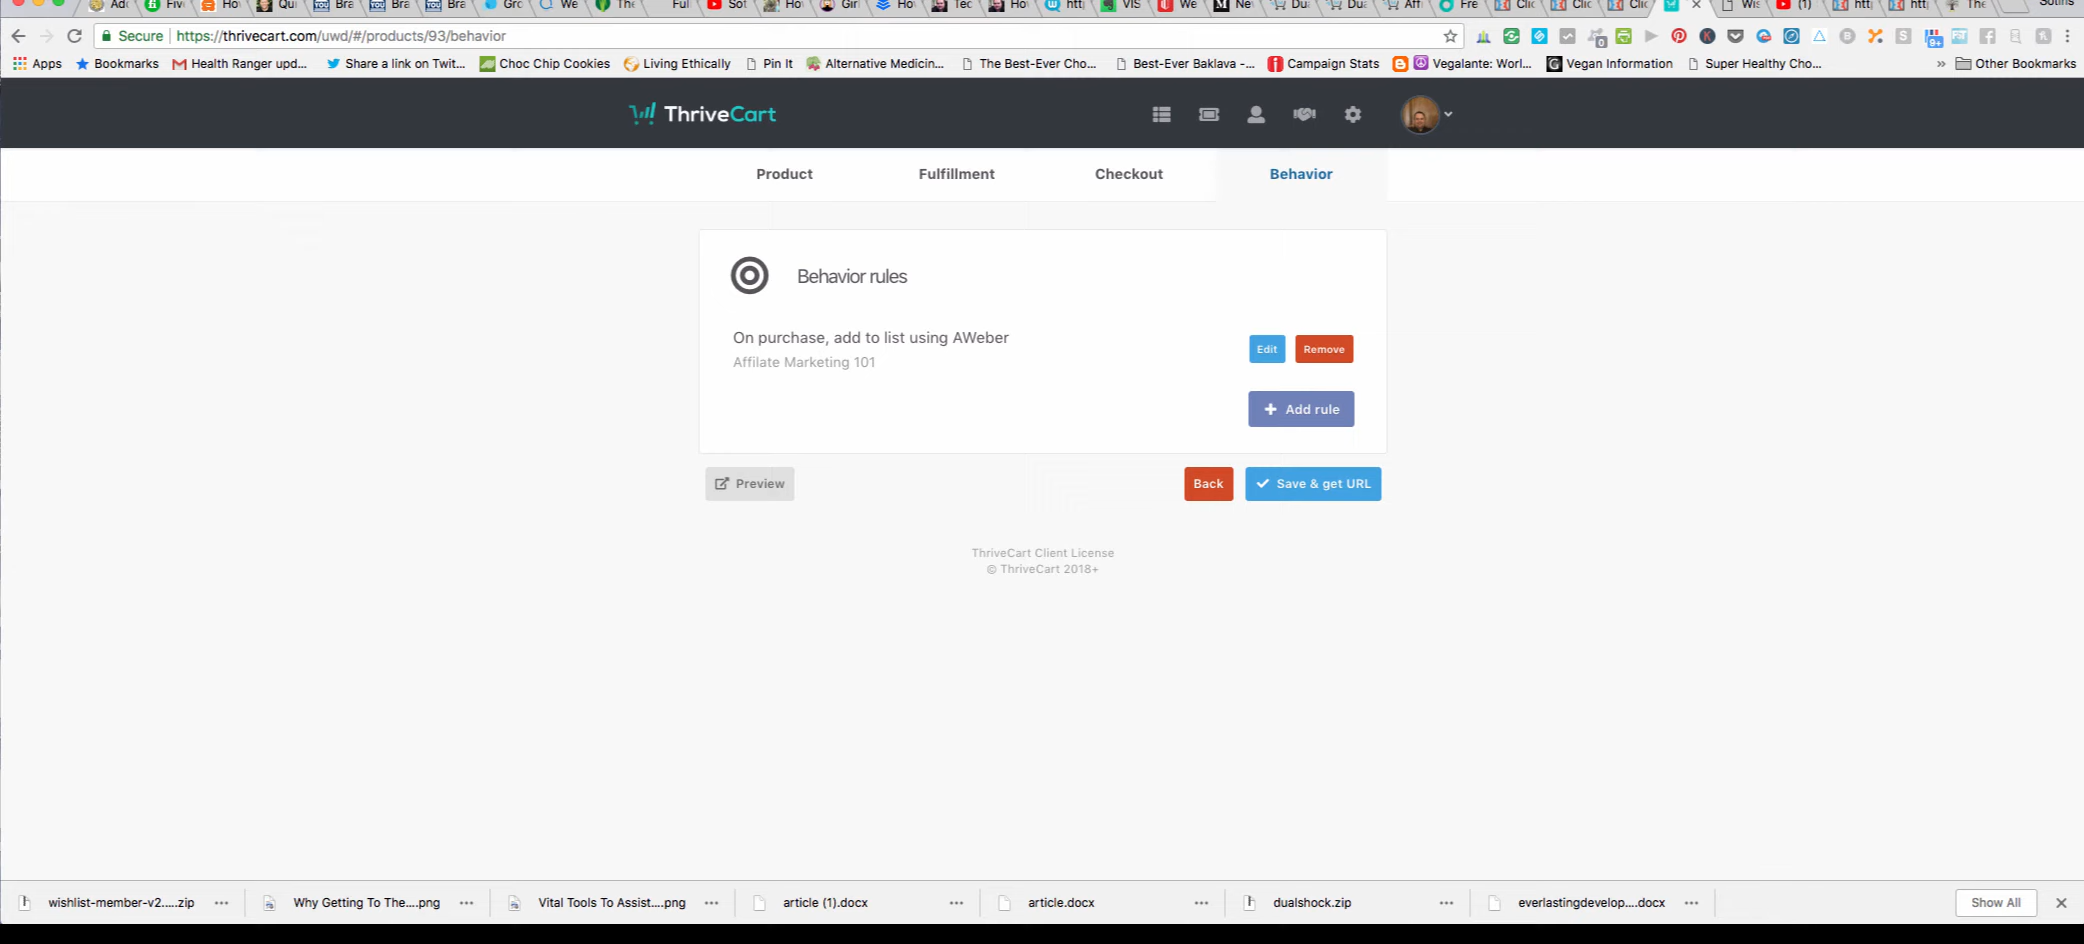 Secure https://thrivecart.com/uwd/#/products/93/behavior
Apps Bookmarks Health Ranger upd... Share a link on Twit... Choc Chip Cookies Living Ethically Pin It Alternative Medicin... The Best-Ever Cho... Best-Ever Baklava -... Campaign Stats Vegalante: Worl... Vegan Information Super Healthy Cho... » Other Bookmarks
ThriveCart
Product Fulfillment Checkout Behavior
Behavior rules
On purchase, add to list using AWeber
Affilate Marketing 101
Edit Remove
Add rule
Preview Back Save & get URL
ThriveCart Client License
© ThriveCart 2018+
wishlist-member-v2.....zip Why Getting To The....png Vital Tools To Assist....png article (1).docx article.docx dualshock.zip everlastingdevelop....docx Show All